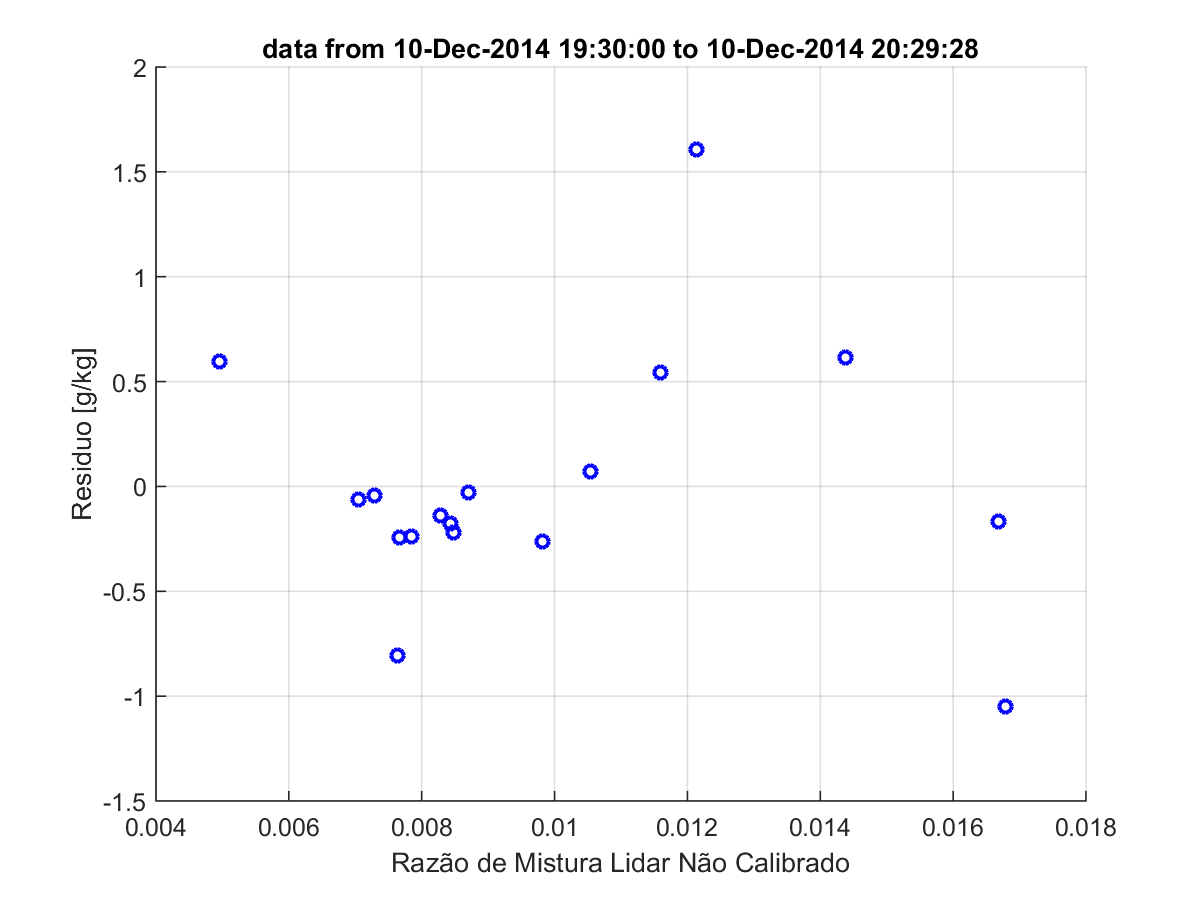 data from 10-Dec-2014 19:30:00 to 10-Dec-2014 20:29:28
2
1.5
1
0.5
0
-0.5
-1
-1.5
Residuo [g/kg]
0.004 0.006 0.008 0.01 0.012 0.014 0.016 0.018
Razão de Mistura Lidar Não Calibrado